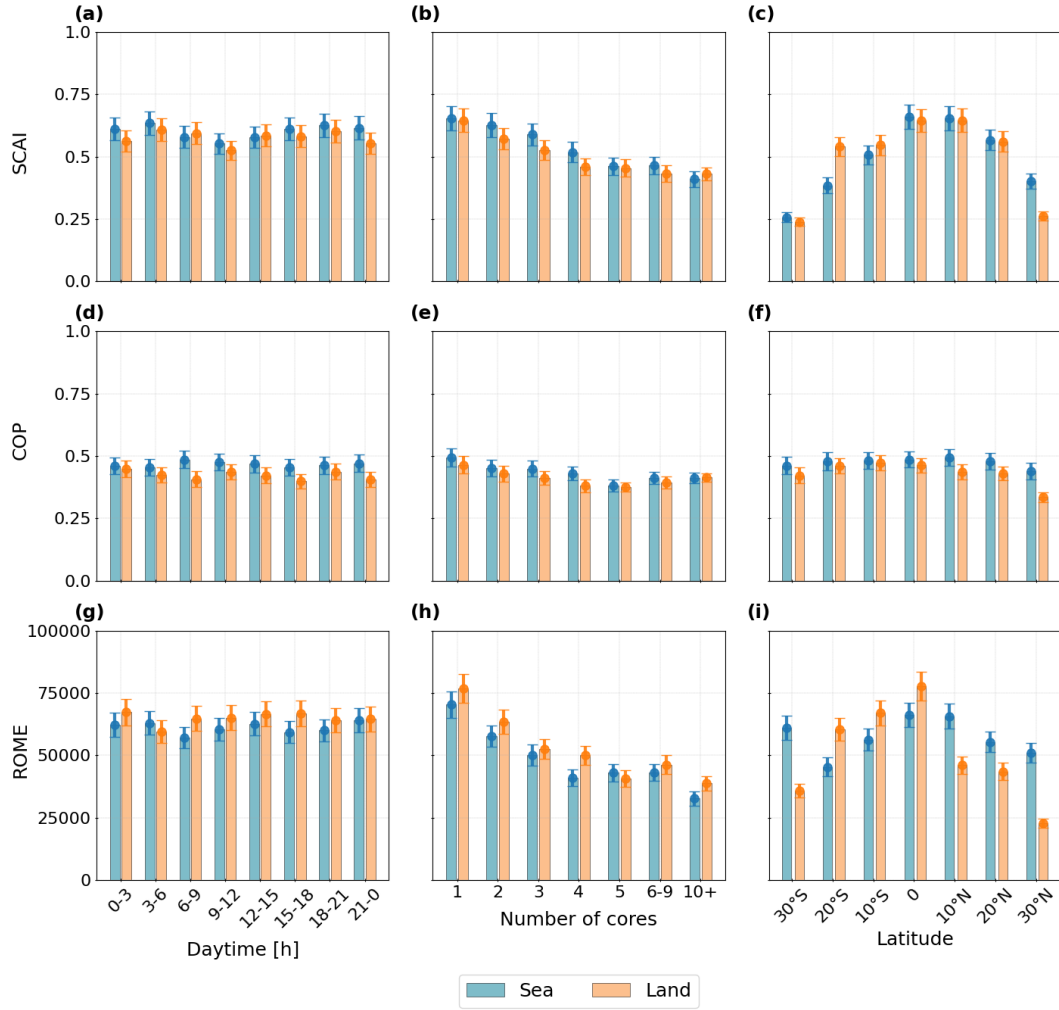 (a) (b) (c)
1.0
0.75
SCAI
0.5
0.25
0.0
(d) (e) (f)
1.0
0.75
COP
0.5
0.25
0.0
(g) (h) (i)
100000
75000
ROME
50000
25000
0
0-3 3-6 6-9 9-12 12-15 15-18 18-21 21-0 1 2 3 4 5 6-9 10+ 30°S 20°S 10°S 0 10°N 20°N 30°N
Daytime [h] Number of cores Latitude
Sea Land